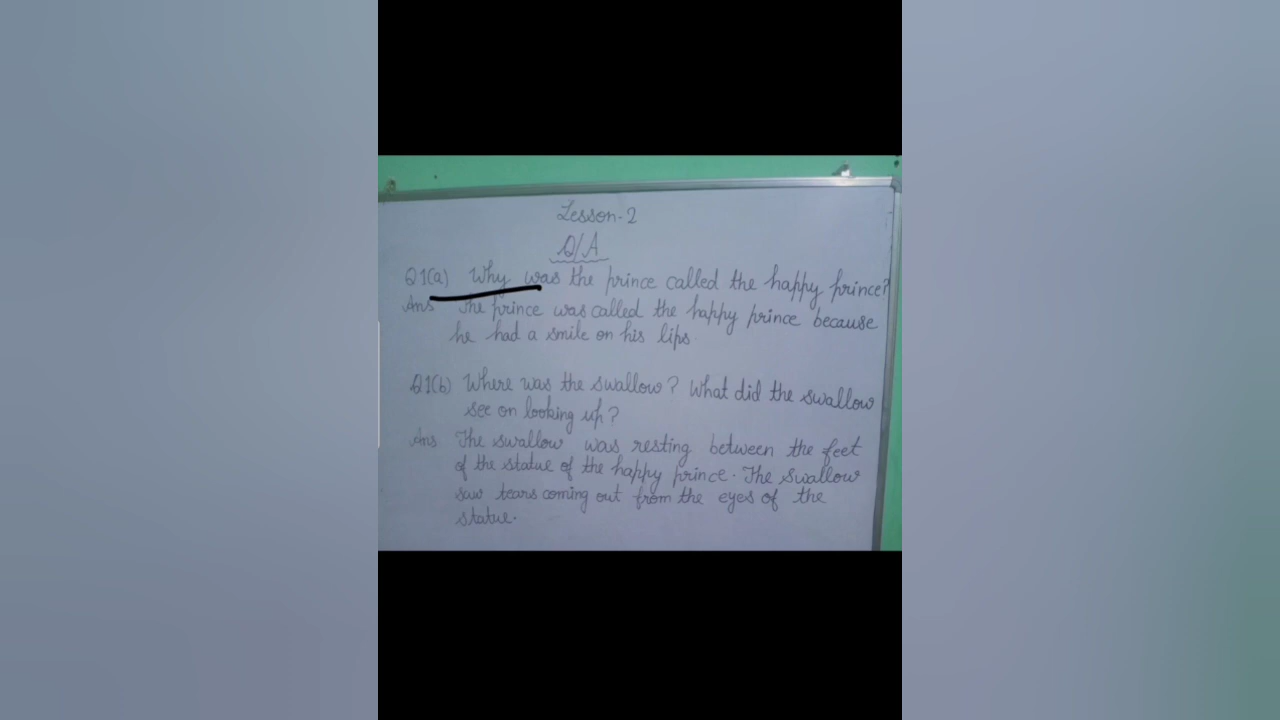 Lesson-2
Q/A
Q1(a) Why was the prince called the happy prince?
Ans The prince was called the happy prince because
he had a smile on his lips.
Q1(b) Where was the swallow? What did the swallow
see on looking up?
Ans The swallow was resting between the feet
of the statue of the happy prince. The swallow
saw tears coming out from the eyes of the
statue.